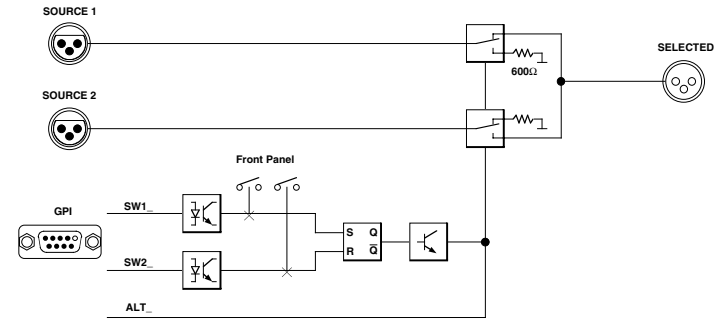 SOURCE 1
SELECTED
600Ω
SOURCE 2
Front Panel
GPI
SW1_
S Q
R Q̅
SW2_
ALT_